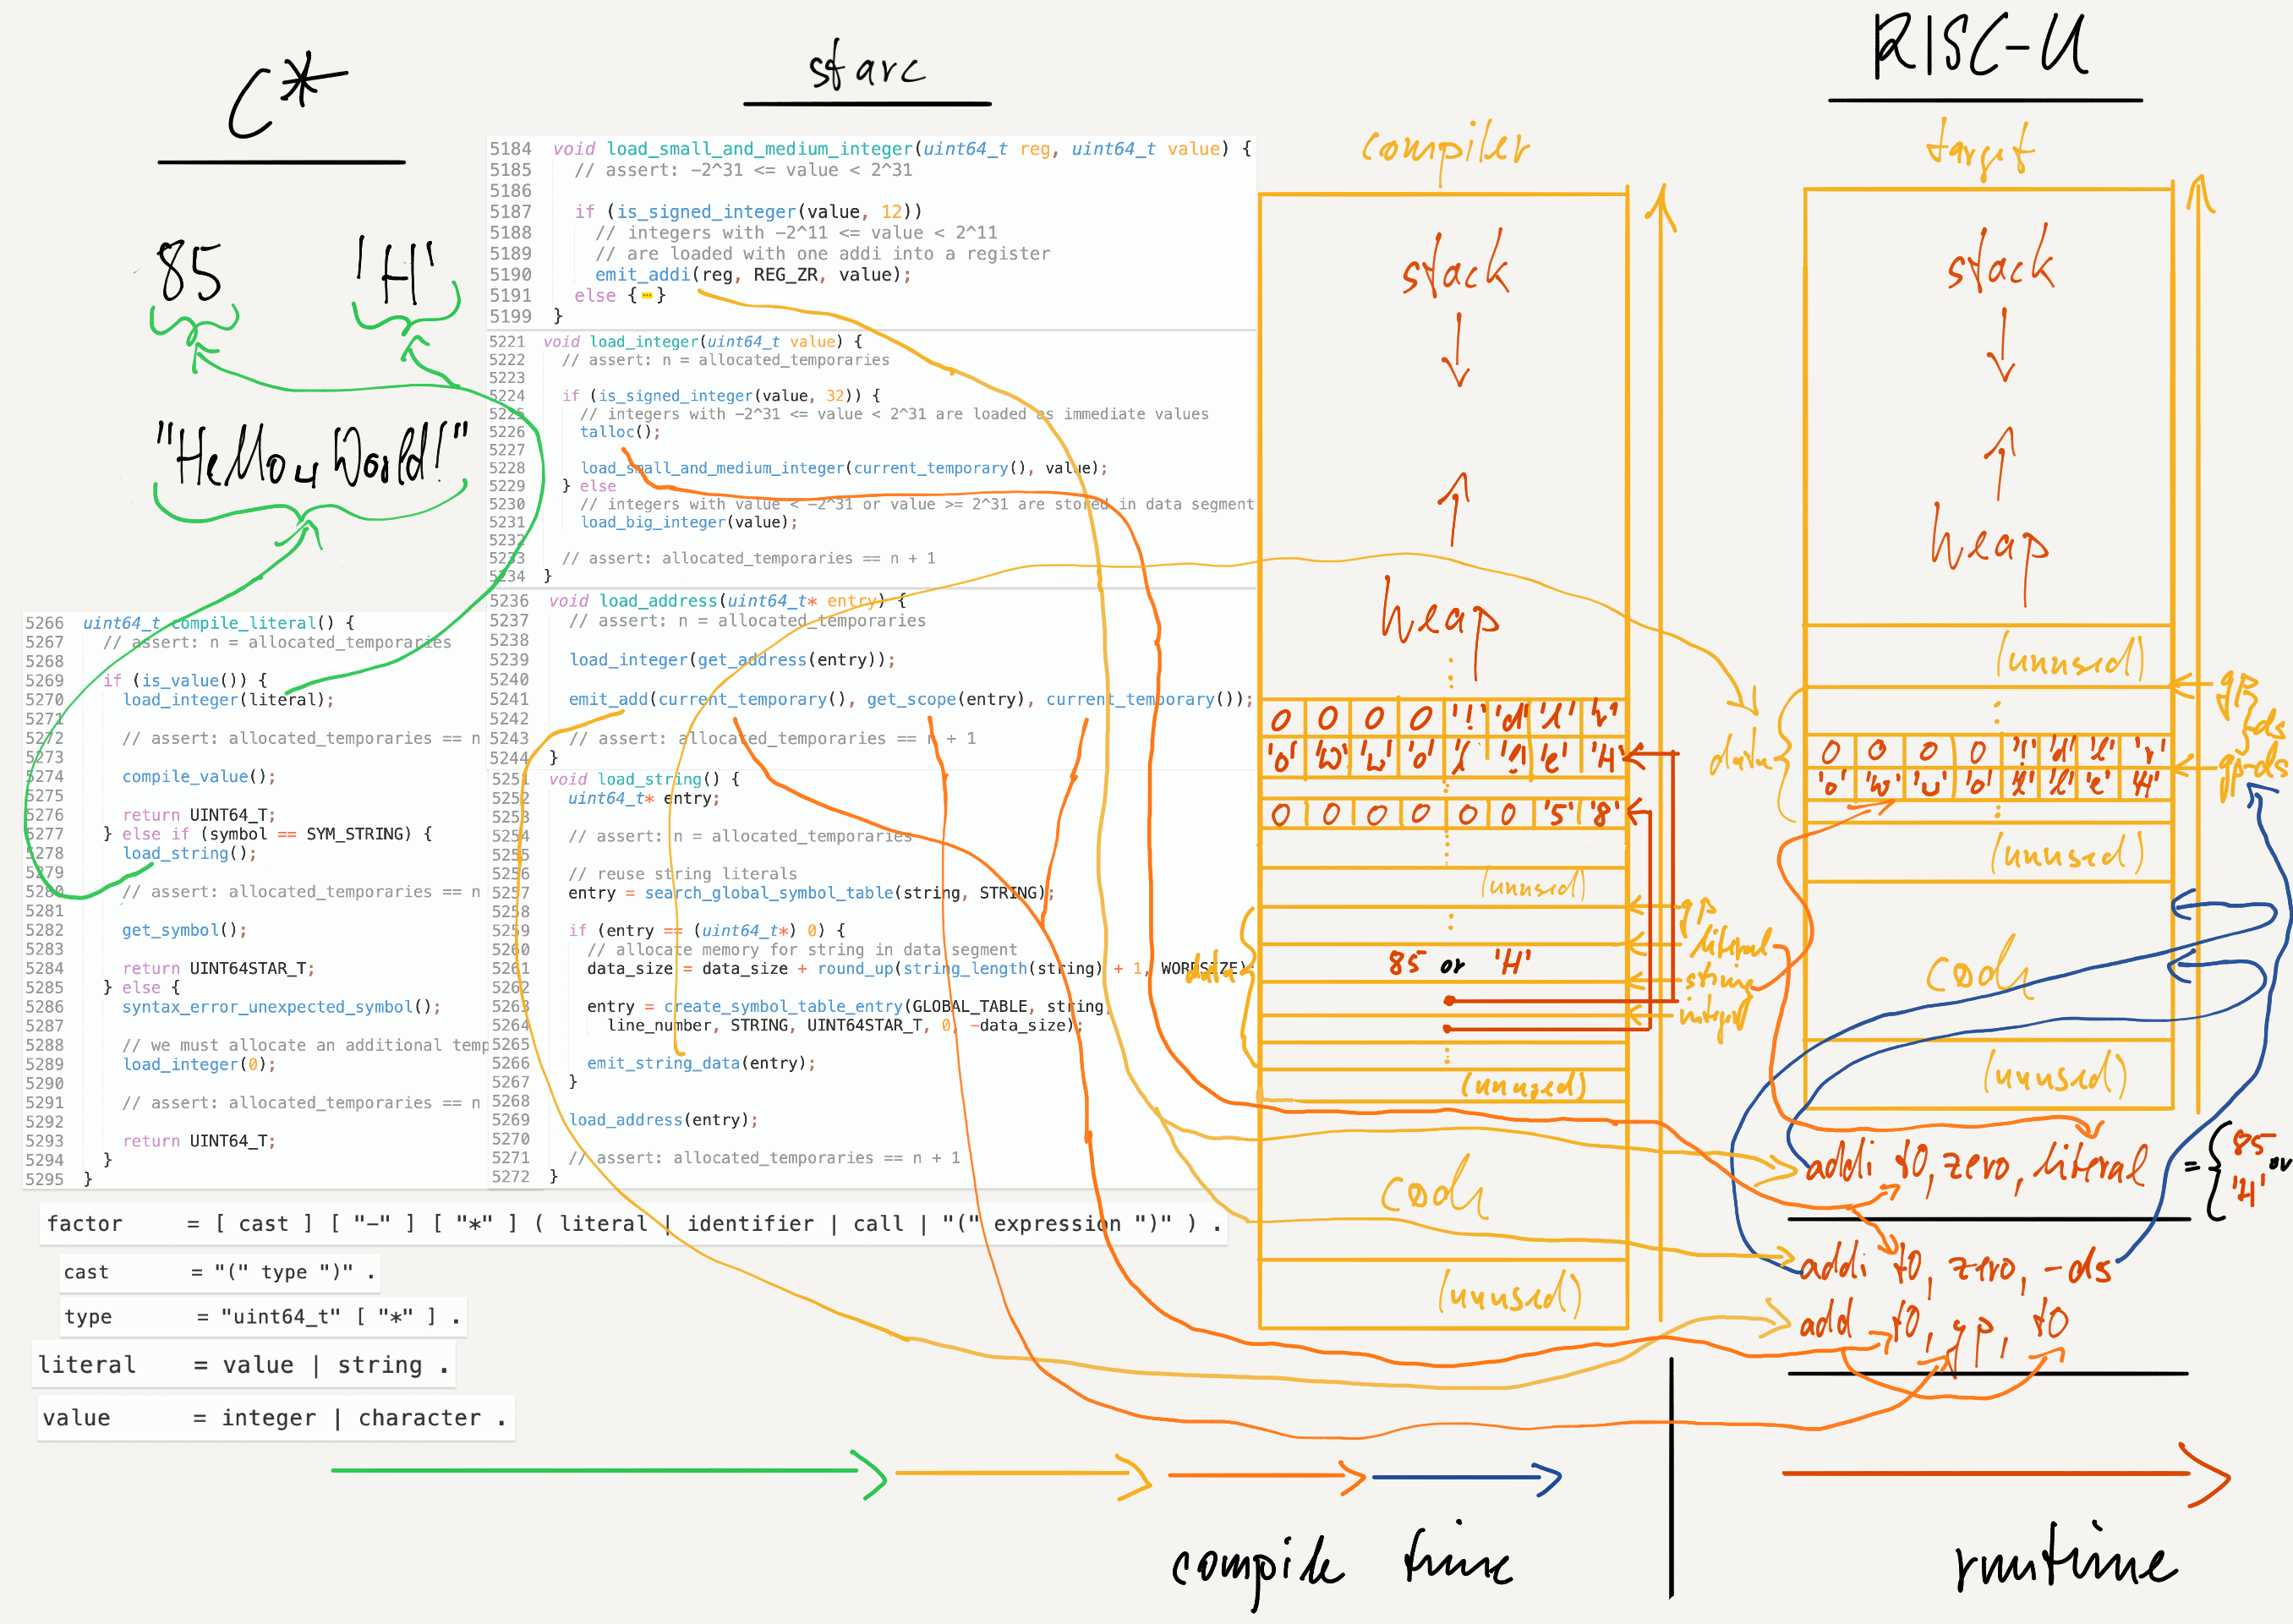 C*
starc
RISC-U
compiler
target
85
'H'
"Hello␣World!"
5184 void load_small_and_medium_integer(uint64_t reg, uint64_t value) {
5185 // assert: -2^31 <= value < 2^31
5186
5187 if (is_signed_integer(value, 12))
5188 // integers with -2^11 <= value < 2^11
5189 // are loaded with one addi into a register
5190 emit_addi(reg, REG_ZR, value);
5191 else {…}
5199 }
5221 void load_integer(uint64_t value) {
5222 // assert: n = allocated_temporaries
5223
5224 if (is_signed_integer(value, 32)) {
5225 // integers with -2^31 <= value < 2^31 are loaded as immediate values
5226 talloc();
5227
5228 load_small_and_medium_integer(current_temporary(), value);
5229 } else
5230 // integers with value < -2^31 or value >= 2^31 are stored in data segment
5231 load_big_integer(value);
5232
5233 // assert: allocated_temporaries == n + 1
5234 }
5236 void load_address(uint64_t* entry) {
5237 // assert: n = allocated_temporaries
5238
5239 load_integer(get_address(entry));
5240
5241 emit_add(current_temporary(), get_scope(entry), current_temporary());
5242
5243 // assert: allocated_temporaries == n + 1
5244 }
5251 void load_string() {
5252 uint64_t* entry;
5253
5254 // assert: n = allocated_temporaries
5255
5256 // reuse string literals
5257 entry = search_global_symbol_table(string, STRING);
5258
5259 if (entry == (uint64_t*) 0) {
5260 // allocate memory for string in data segment
5261 data_size = data_size + round_up(string_length(string) + 1, WORDSIZE)
5262
5263 entry = create_symbol_table_entry(GLOBAL_TABLE, string,
5264 line_number, STRING, UINT64STAR_T, 0, -data_size);
5265
5266 emit_string_data(entry);
5267 }
5268
5269 load_address(entry);
5270
5271 // assert: allocated_temporaries == n + 1
5272 }
5266 uint64_t compile_literal() {
5267 // assert: n = allocated_temporaries
5268
5269 if (is_value()) {
5270 load_integer(literal);
5271
5272 // assert: allocated_temporaries == n
5273
5274 compile_value();
5275
5276 return UINT64_T;
5277 } else if (symbol == SYM_STRING) {
5278 load_string();
5279
5280 // assert: allocated_temporaries == n
5281
5282 get_symbol();
5283
5284 return UINT64STAR_T;
5285 } else {
5286 syntax_error_unexpected_symbol();
5287
5288 // we must allocate an additional temp
5289 load_integer(0);
5290
5291 // assert: allocated_temporaries == n
5292
5293 return UINT64_T;
5294 }
5295 }
factor = [ cast ] [ "-" ] [ "*" ] ( literal | identifier | call | "(" expression ")" ) .
cast = "(" type ")" .
type = "uint64_t" [ "*" ] .
literal = value | string .
value = integer | character .
stack
heap
0 0 0 0 '!' 'd' 'l' 'r'
'o' 'W' '␣' 'o' 'l' 'l' 'e' 'H'
0 0 0 0 0 0 '5' '8'
(unused)
gp
literal
85 or 'H'
string
integer
data
(unused)
code
(unused)
stack
heap
(unused)
gp
-ds
data
0 0 0 0 '!' 'd' 'l' 'r'
'o' 'W' '␣' 'o' 'l' 'l' 'e' 'H'
gp-ds
(unused)
code
(unused)
addi t0, zero, literal = { 85 or 'H'
addi t0, zero, -ds
add t0, gp, t0
compile time
runtime